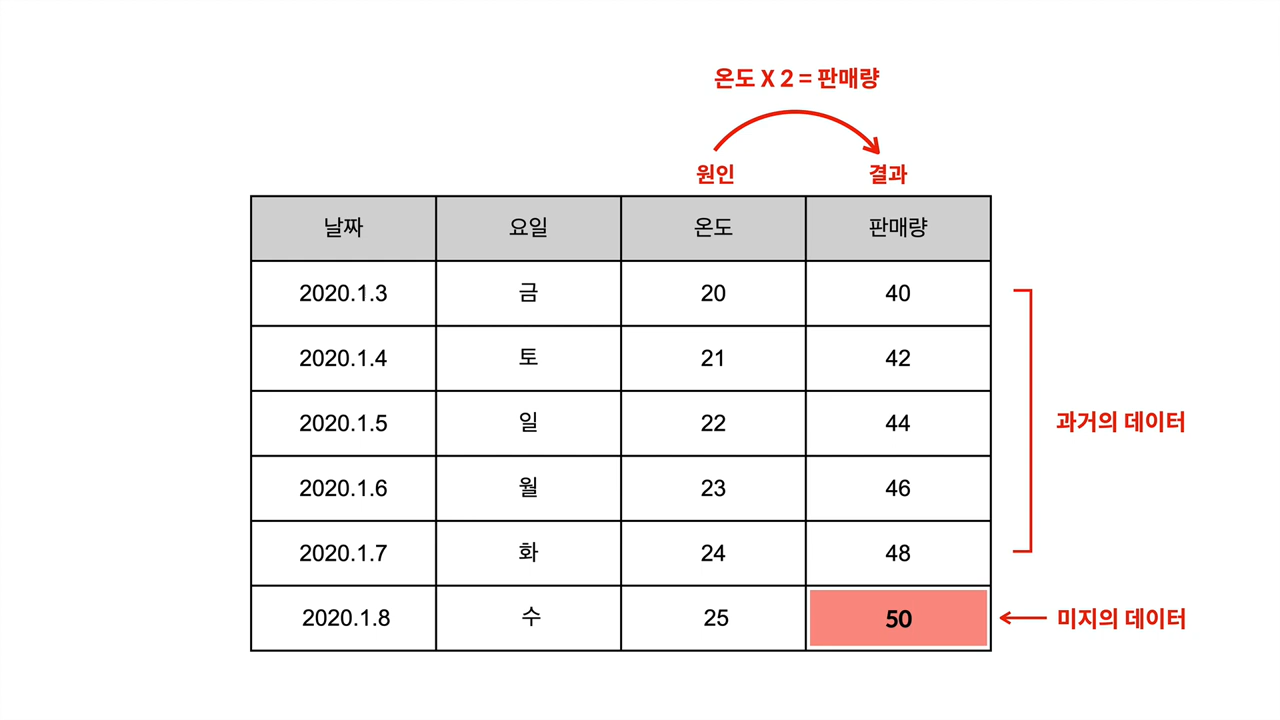 온도 X 2 = 판매량
원인 결과
날짜 요일 온도 판매량
2020.1.3 금 20 40
2020.1.4 토 21 42
2020.1.5 일 22 44
과거의 데이터
2020.1.6 월 23 46
2020.1.7 화 24 48
2020.1.8 수 25 50
미지의 데이터